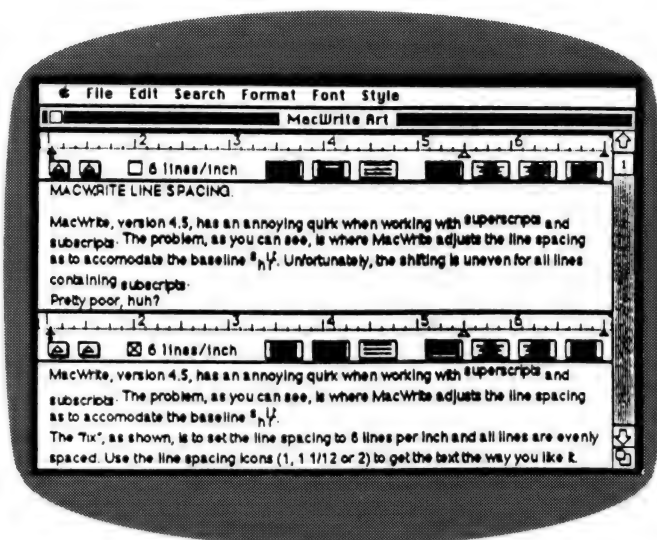 File Edit Search Format Font Style
MacWrite Art
2 3 4 5 6
6 lines/inch
1
MACWRITE LINE SPACING.
MacWrite, version 4.5, has an annoying quirk when working with superscripts and
subscripts. The problem, as you can see, is where MacWrite adjusts the line spacing
as to accomodate the baseline shift. Unfortunately, the shifting is uneven for all lines
containing subscripts.
Pretty poor, huh?
2 3 4 5 6
6 lines/inch
MacWrite, version 4.5, has an annoying quirk when working with superscripts and
subscripts. The problem, as you can see, is where MacWrite adjusts the line spacing
as to accomodate the baseline shift.
The "fix", as shown, is to set the line spacing to 6 lines per inch and all lines are evenly
spaced. Use the line spacing icons (1, 1 1/12 or 2) to get the text the way you like it.